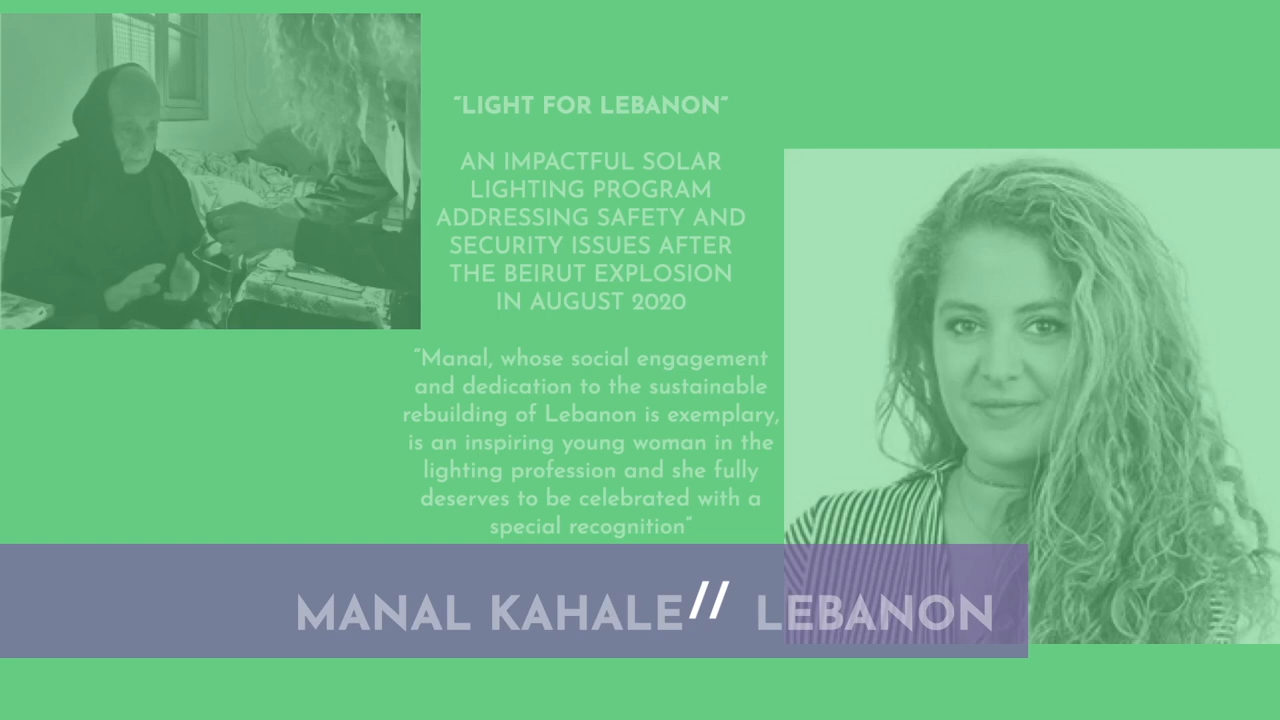 “LIGHT FOR LEBANON”
AN IMPACTFUL SOLAR
LIGHTING PROGRAM
ADDRESSING SAFETY AND
SECURITY ISSUES AFTER
THE BEIRUT EXPLOSION
IN AUGUST 2020
“Manal, whose social engagement
and dedication to the sustainable
rebuilding of Lebanon is exemplary,
is an inspiring young woman in the
lighting profession and she fully
deserves to be celebrated with a
special recognition”
MANAL KAHALE // LEBANON